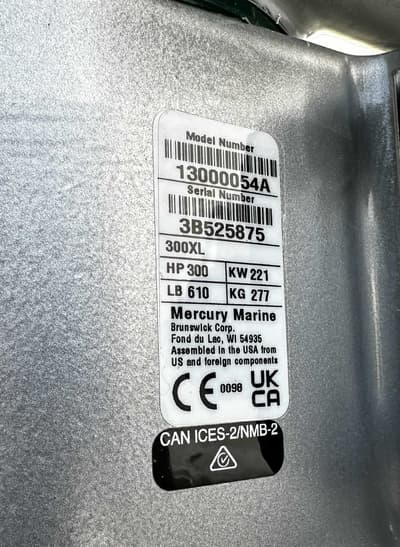 Model Number
13000054A
Serial Number
3B525875
300XL
HP 300 KW 221
LB 610 KG 277
Mercury Marine
Brunswick Corp.
Fond du Lac, WI 54935
Assembled in the USA from
US and foreign components
CE 0098 UK
CA
CAN ICES-2/NMB-2